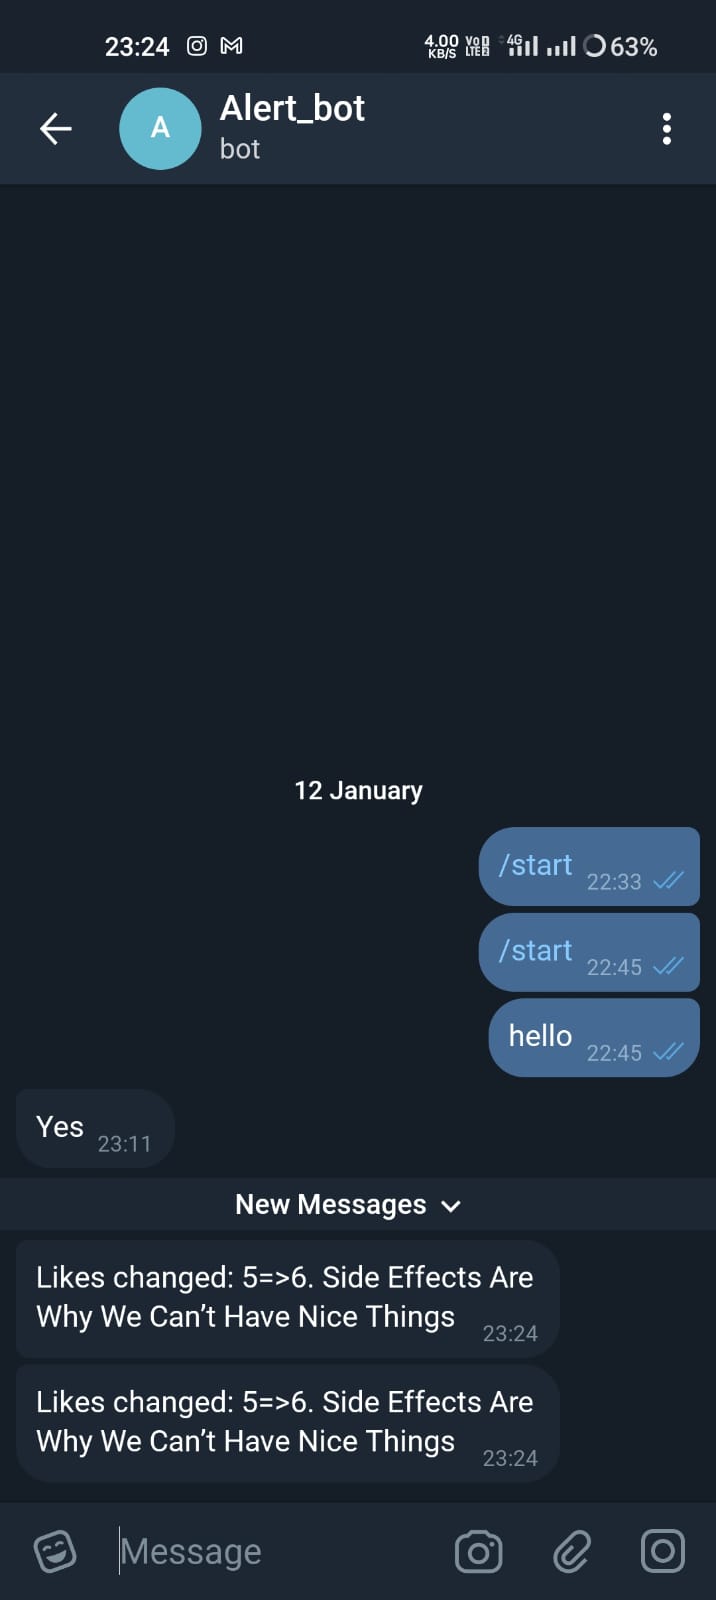 23:24
4.00 KB/S VoD LTE2 4G 63%
A
Alert_bot
bot
12 January
/start 22:33
/start 22:45
hello 22:45
Yes 23:11
New Messages
Likes changed: 5=>6. Side Effects Are
Why We Can’t Have Nice Things 23:24
Likes changed: 5=>6. Side Effects Are
Why We Can’t Have Nice Things 23:24
Message